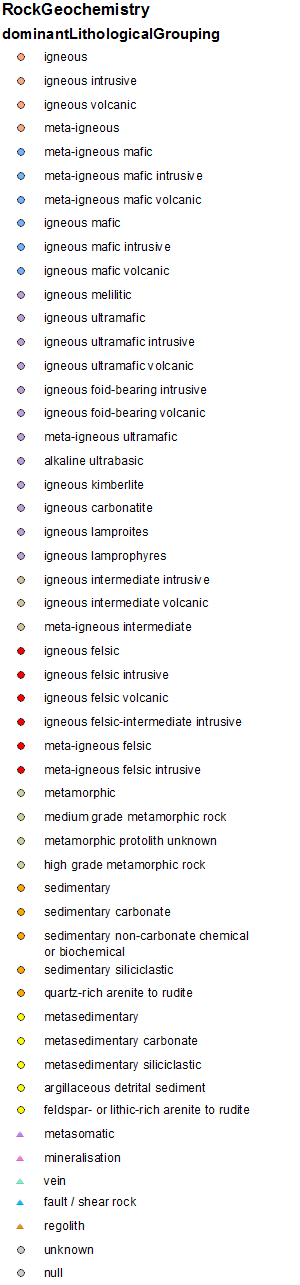 RockGeochemistry
dominantLithologicalGrouping
igneous
igneous intrusive
igneous volcanic
meta-igneous
meta-igneous mafic
meta-igneous mafic intrusive
meta-igneous mafic volcanic
igneous mafic
igneous mafic intrusive
igneous mafic volcanic
igneous melilitic
igneous ultramafic
igneous ultramafic intrusive
igneous ultramafic volcanic
igneous foid-bearing intrusive
igneous foid-bearing volcanic
meta-igneous ultramafic
alkaline ultrabasic
igneous kimberlite
igneous carbonatite
igneous lamproites
igneous lamprophyres
igneous intermediate intrusive
igneous intermediate volcanic
meta-igneous intermediate
igneous felsic
igneous felsic intrusive
igneous felsic volcanic
igneous felsic-intermediate intrusive
meta-igneous felsic
meta-igneous felsic intrusive
metamorphic
medium grade metamorphic rock
metamorphic protolith unknown
high grade metamorphic rock
sedimentary
sedimentary carbonate
sedimentary non-carbonate chemical
or biochemical
sedimentary siliciclastic
quartz-rich arenite to rudite
metasedimentary
metasedimentary carbonate
metasedimentary siliciclastic
argillaceous detrital sediment
feldspar- or lithic-rich arenite to rudite
metasomatic
mineralisation
vein
fault / shear rock
regolith
unknown
null